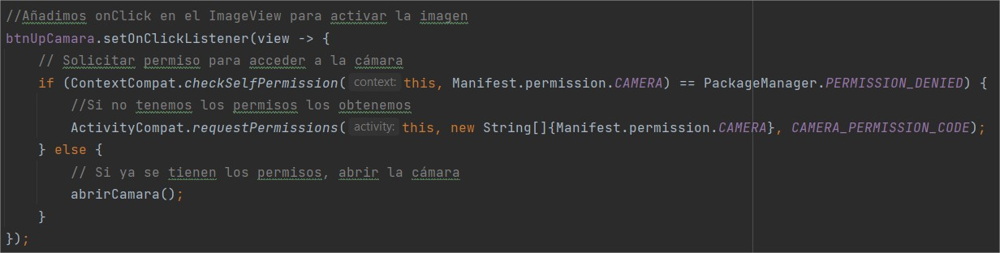 //Añadimos onClick en el ImageView para activar la imagen
btnUpCamara.setOnClickListener(view -> {
    // Solicitar permiso para acceder a la cámara
    if (ContextCompat.checkSelfPermission( context: this, Manifest.permission.CAMERA) == PackageManager.PERMISSION_DENIED) {
        //Si no tenemos los permisos los obtenemos
        ActivityCompat.requestPermissions( activity: this, new String[]{Manifest.permission.CAMERA}, CAMERA_PERMISSION_CODE);
    } else {
        // Si ya se tienen los permisos, abrir la cámara
        abrirCamara();
    }
});